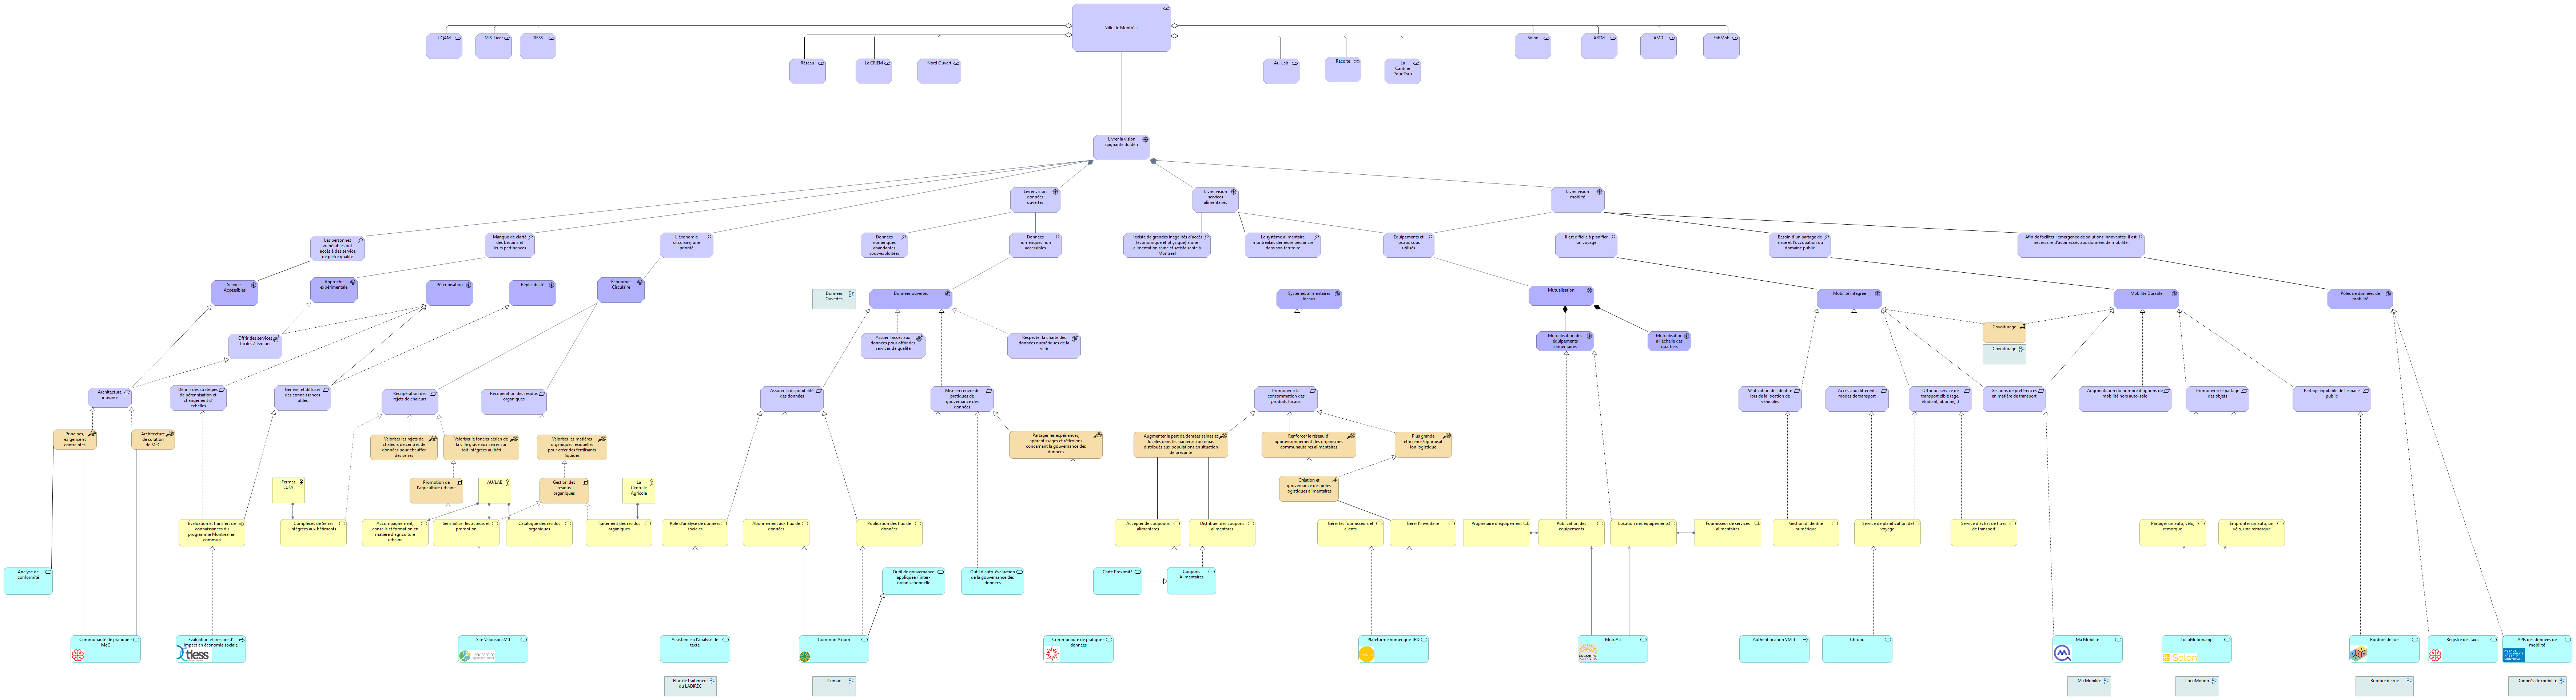 Ville de Montréal
UQAM
MIS-Licer
TIESS
Solon
ARTM
AMD
FabMob
Réseau
Le CRIEM
Nord Ouvert
Au-Lab
Récolte
La
Cantine
Pour Tous
Livrer la vision
gagnante du défi
Livrer vision
données
ouvertes
Livrer vision
services
alimentaires
Livrer vision
mobilité
Les personnes
vulnérables ont
accès à des service
de piètre qualité
Manque de clarté
des besoins et
leurs pertinences
L'économie
circulaire, une
priorité
Données
numériques
abandantes
sous-exploitées
Données
numériques non
accessibles
Il existe de grandes inégalités d'accès
(économique et physique) à une
alimentation saine et satisfaisante à
Montréal
Le système alimentaire
montréalais demeure peu ancré
dans son territoire
Équipements et
locaux sous
utilisés
Il est dificile à planifier
un voyage
Besoin d'un partage de
la rue et l'occupation du
domaine public
Afin de faciliter l'émergence de solutions innovantes, il est
nécessaire d'avoir accès aux données de mobilité.
Services
Accessibles
Approche
expérimentale
Pérennisation
Réplicabilité
Économie
Circulaire
Données
Ouvertes
Données ouvertes
Systèmes alimentaires
locaux
Mutualisation
Mobilité intégrée
Mobilité Durable
Pôles de données de
mobilité
Offrir des services
faciles à évoluer
Assuer l'accès aux
données pour offrir des
services de qualité
Respecter la charte des
données numériques de la
ville
Mutualisation des
équipements
alimentaires
Mutualisation
à l'échelle des
quartiers
Covoiturage
Covoiturage
Architecture
integree
Définir des stratégies
de pérennisation et
changement d'
échelles
Générer et diffuser
des connaissances
utiles
Récupération des
rejets de chaleurs
Récupération des résidus
organiques
Assurer la disponibilité
des données
Mise en œuvre de
pratiques de
gouvernance des
données
Promouvoir la
consommation des
produits locaux
Vérification de l'identité
lors de la location de
véhicules
Accès aux différents
modes de transport
Offrir un service de
transport ciblé (age,
étudiant, abonné,..)
Gestions de préférences
en matière de transport
Augmentation du nombre d'options de
mobilité hors auto-solo
Promouvoir le partage
des objets
Partage équitable de l'espace
public
Principes,
exigence et
contraintes
Architecture
de solution
de MeC
Valoriser les rejets de
chaleurs de centres de
données pour chauffer
des serres
Valoriser le foncier aérien de
la ville grâce aux serres sur
toit intégrées au bâti
Valoriser les matières
organiques résiduelles
pour créer des fertilisants
liquides
Partager les expériences,
apprentissages et réflexions
concernant la gouvernance des
données
Augmenter la part de denrées saines et
locales dans les panierset/ou repas
distribués aux populations en situation
de précarité
Renforcer le réseau d'
approvisionnement des organismes
communautaires alimentaires
Plus grande
efficience/optimisat
ion logistique
Fermes
LUFA
Promotion de
l'agriculture urbaine
AU/LAB
Gestion des
résidus
organiques
La
Centrale
Agricole
Création et
gouvernance des pôles
logistiques alimentaires
Évaluation et transfert de
connaissances du
programme Montréal en
commun
Complexes de Serres
intégrées aux bâtiments
Accompagnement,
conseils et formation en
matière d'agriculture
urbaine
Sensibiliser les acteurs et
promotion
Catalogue des résidus
organiques
Traitement des résidus
organiques
Pôle d'analyse de données
sociales
Abonnement aux flux de
données
Publication des flux de
données
Accepter de coupouns
alimentares
Distribuer des coupons
alimentares
Gérer les fournisseurs et
clients
Gérer l'inventaire
Propriétaire d'équipement
Publication des
équipements
Location des équipements
Fournisseur de services
alimentaires
Gestion d'identité
numérique
Service de planification de
voyage
Service d'achat de titres
de transport
Partager un auto, vélo,
remorque
Emprunter un auto, un
vélo, une remorque
Analyse de
conformité
Outil de gouvernance
appliquée / inter-
organisationnelle
Outil d'auto-évaluation
de la gouvernance des
données
Carte Proximité
Coupons
Alimentaires
Communauté de pratique -
MeC
Évaluation et mesure d'
impact en économie sociale
tiess
Site ValorisonsARII
Assistance à l'analyse de
texte
Commun Axiom
Communauté de pratique -
données
Plateforme numérique TBD
MutuAö
LA CANTINE
POUR TOUS
Authentification VMTL
Chrono
Ma Mobilité
LocoMotion.app
Solon
Bordure de rue
Registre des taxis
APIs des données de
mobilité
Flux de traitement
du LADIREC
Comax
Ma Mobilité
LocoMotion
Bordure de rue
Donneés de mobilité